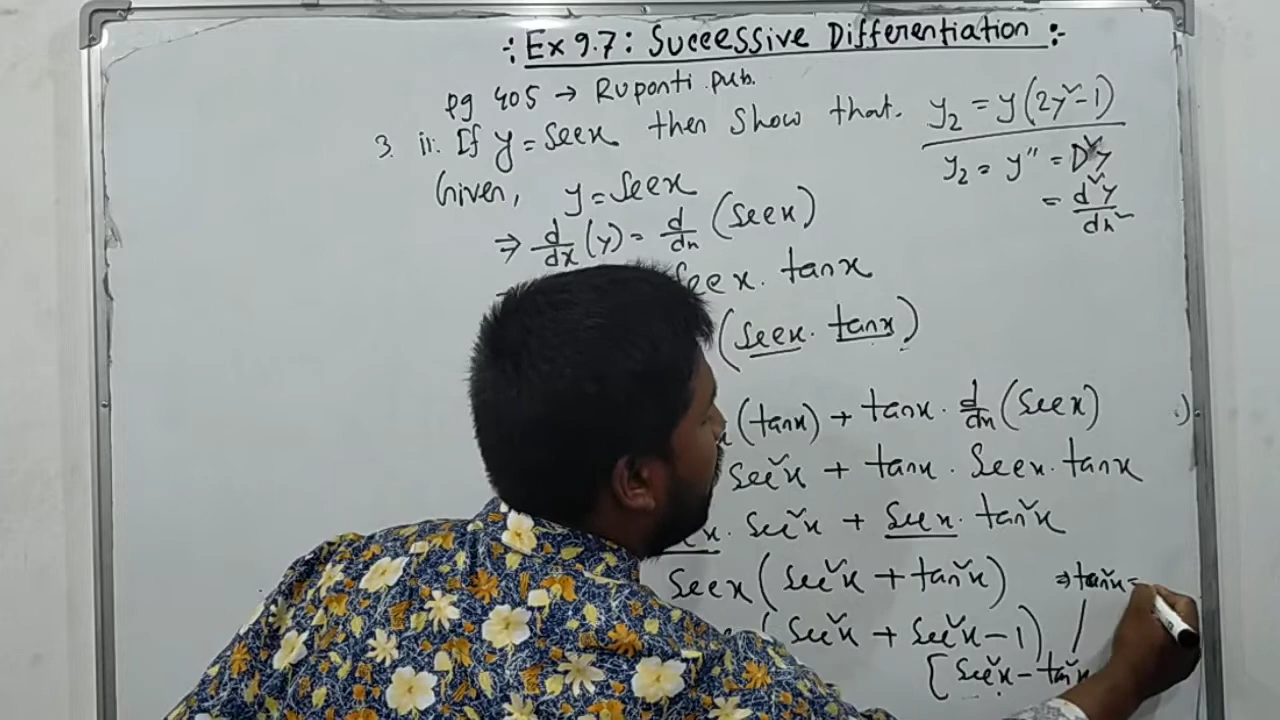 :Ex 9.7: Successive Differentiation :-
pg 405 → Ruponti pub.
3. ii. If y = Secx then show that. y₂ = y(2y²-1)
y₂ = y'' = D²y
= d²y/dx²
Given, y = Secx
⇒ d/dx (y) = d/dx (Secx)
Secx. tanx
(Secx. tanx)
(tanx) + tanx. d/dx (Secx)
Sec²x + tanx. Secx. tanx
. Sec²x + Secx. tan²x
Secx (Sec²x + tan²x)
⇒ tan²x =
(Sec²x + Sec²x - 1)
[Sec²x - tan²x